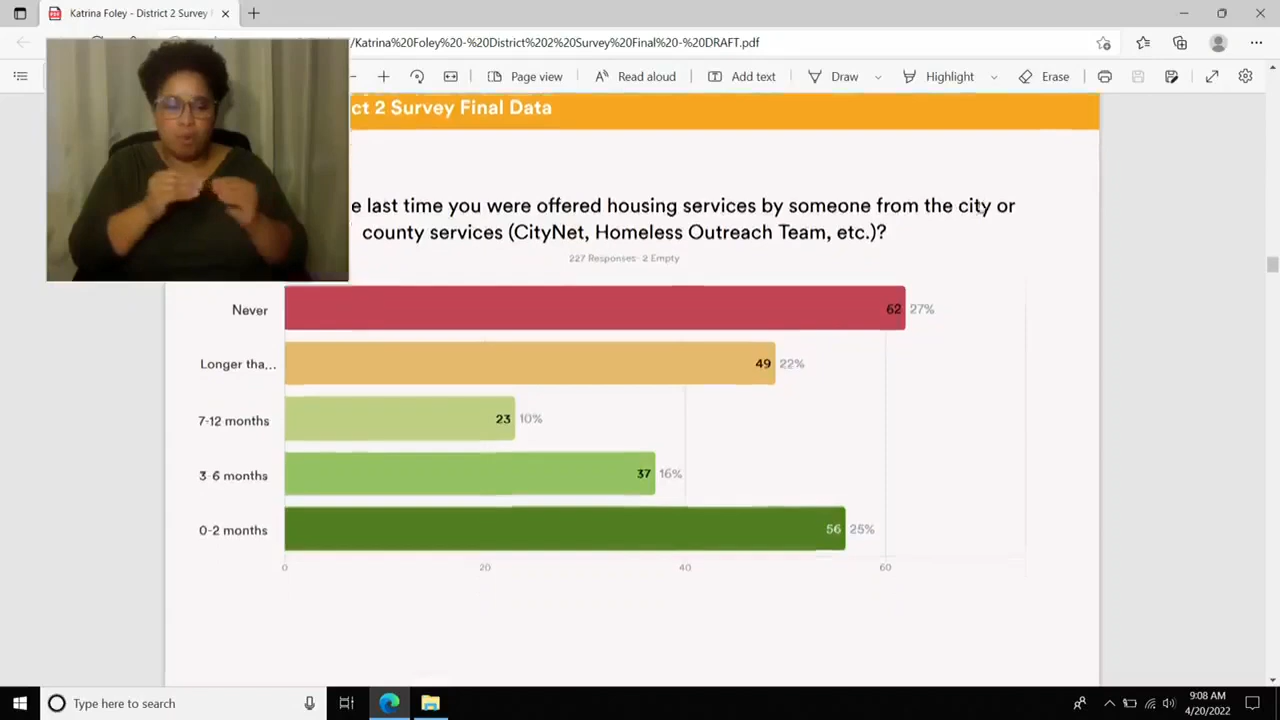 Katrina Foley - District 2 Survey
/Katrina%20Foley%20-%20District%202%20Survey%20Final%20-%20DRAFT.pdf
Page view
Read aloud
Add text
Draw
Highlight
Erase
ct 2 Survey Final Data
e last time you were offered housing services by someone from the city or
county services (CityNet, Homeless Outreach Team, etc.)?
227 Responses- 2 Empty
Never 62 27%
Longer tha... 49 22%
7-12 months 23 10%
3-6 months 37 16%
0-2 months 56 25%
0 20 40 60
Type here to search
9:08 AM
4/20/2022